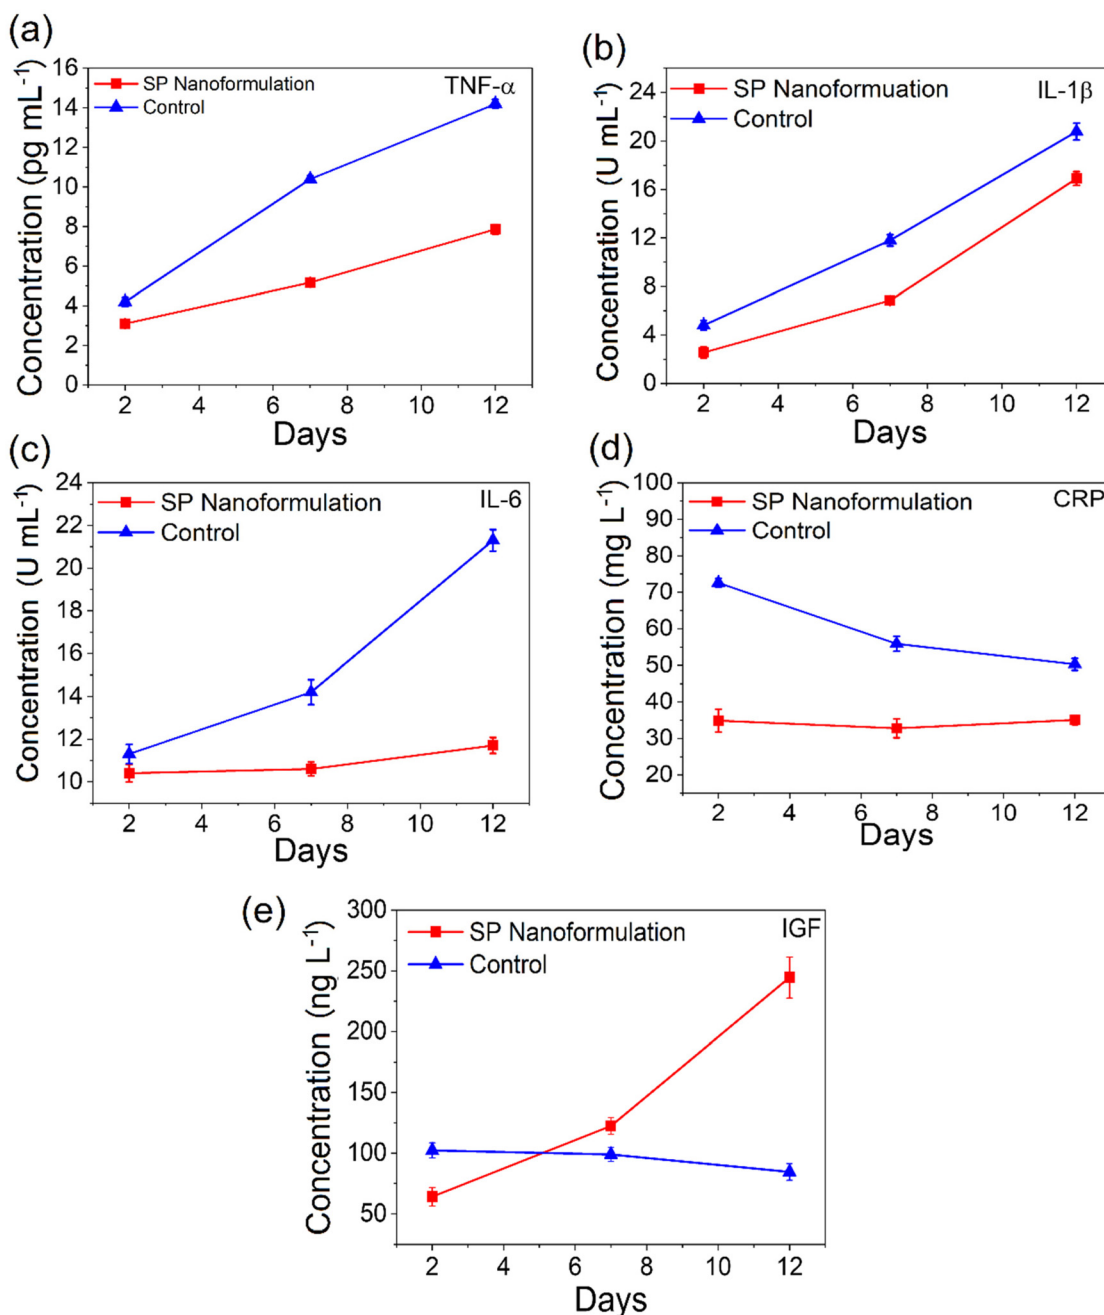 (a)
SP Nanoformulation
Control
TNF-α
Concentration (pg mL⁻¹)
16
14
12
10
8
6
4
2
0
2 4 6 8 10 12
Days
(b)
SP Nanoformuation
Control
IL-1β
Concentration (U mL⁻¹)
24
20
16
12
8
4
0
2 4 6 8 10 12
Days
(c)
SP Nanoformulation
Control
IL-6
Concentration (U mL⁻¹)
24
22
20
18
16
14
12
10
2 4 6 8 10 12
Days
(d)
SP Nanoformulation
Control
CRP
Concentration (mg L⁻¹)
100
90
80
70
60
50
40
30
20
2 4 6 8 10 12
Days
(e)
SP Nanoformulation
Control
IGF
Concentration (ng L⁻¹)
300
250
200
150
100
50
2 4 6 8 10 12
Days